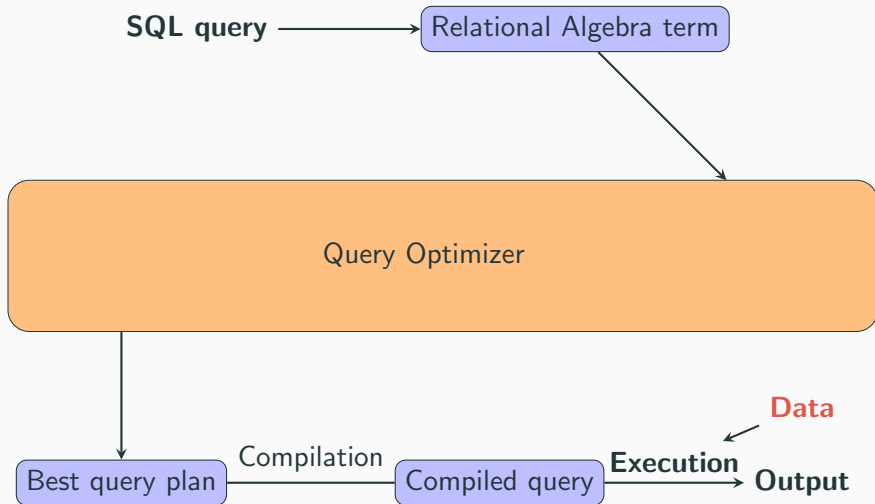 SQL query
Relational Algebra term
Query Optimizer
Data
Compilation
Execution
Best query plan
Compiled query
Output